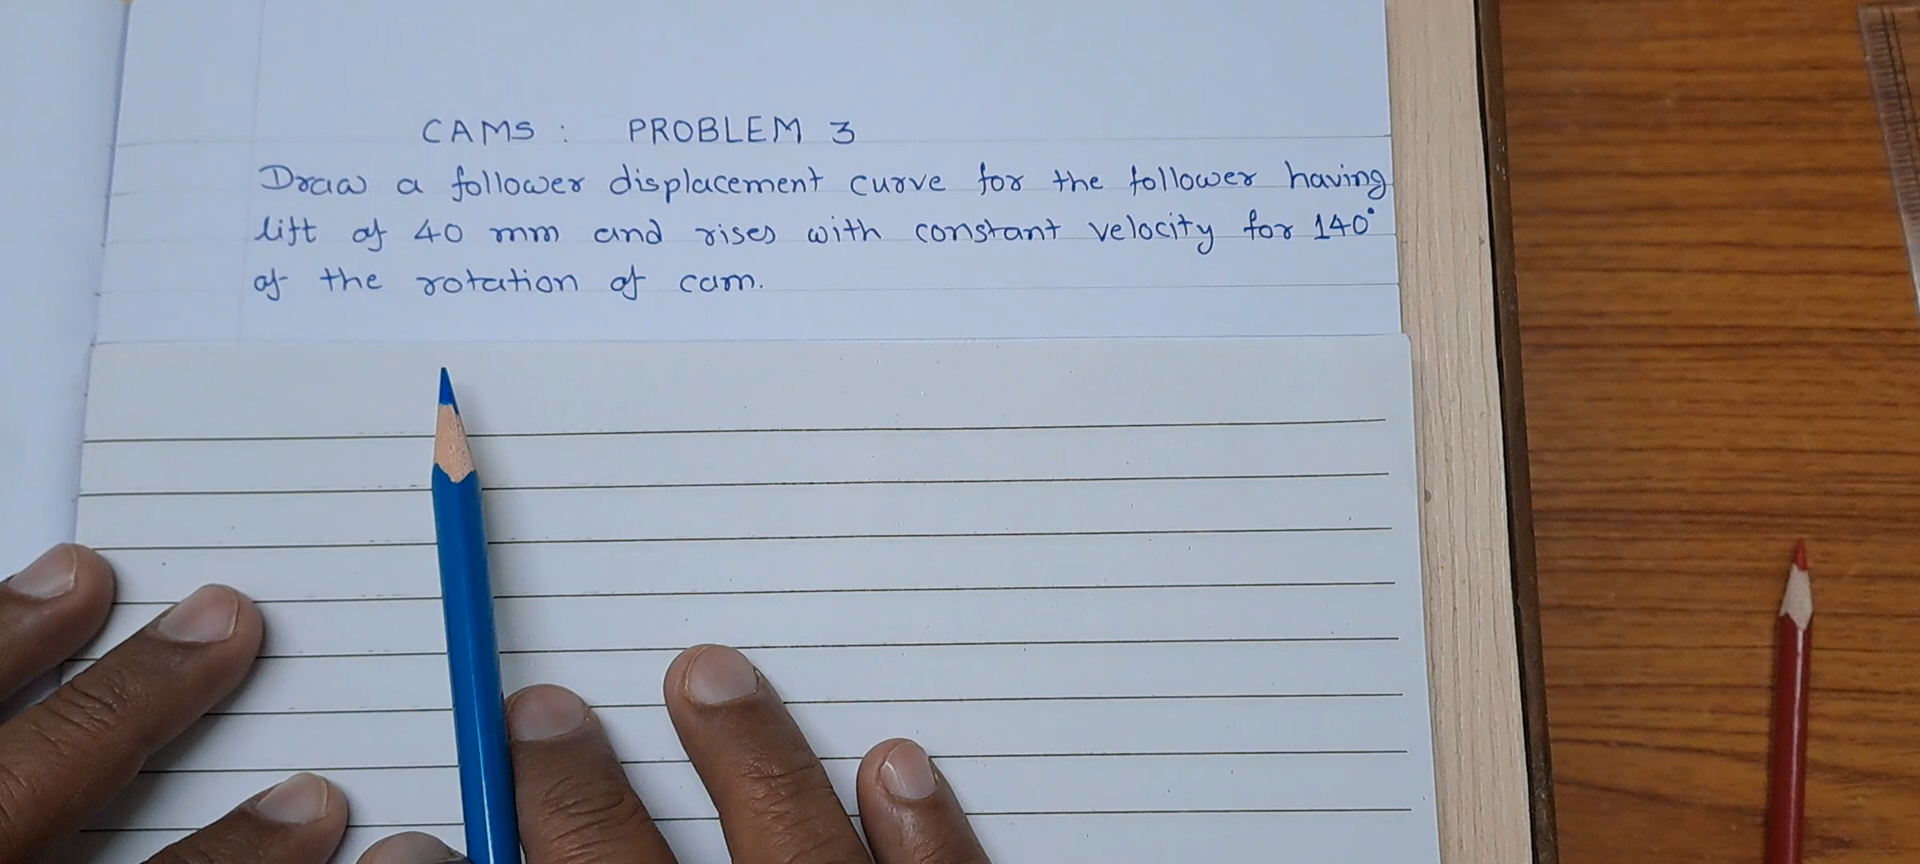 CAMS : PROBLEM 3
Draw a follower displacement curve for the follower having
lift of 40 mm and rises with constant velocity for 140°
of the rotation of cam.